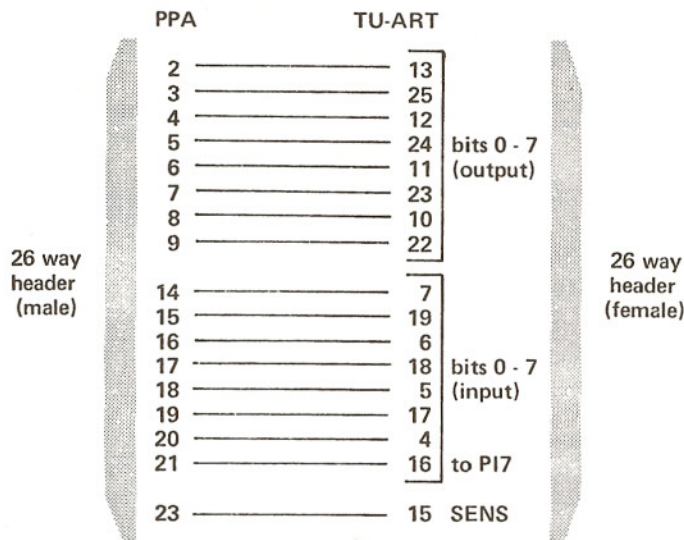 PPA TU-ART
2 13
3 25
4 12
5 24 bits 0 - 7
6 11 (output)
7 23
8 10
9 22
26 way
header
(male)
26 way
header
(female)
14 7
15 19
16 6
17 18 bits 0 - 7
18 5 (input)
19 17
20 4
21 16 to PI7
23 15 SENS